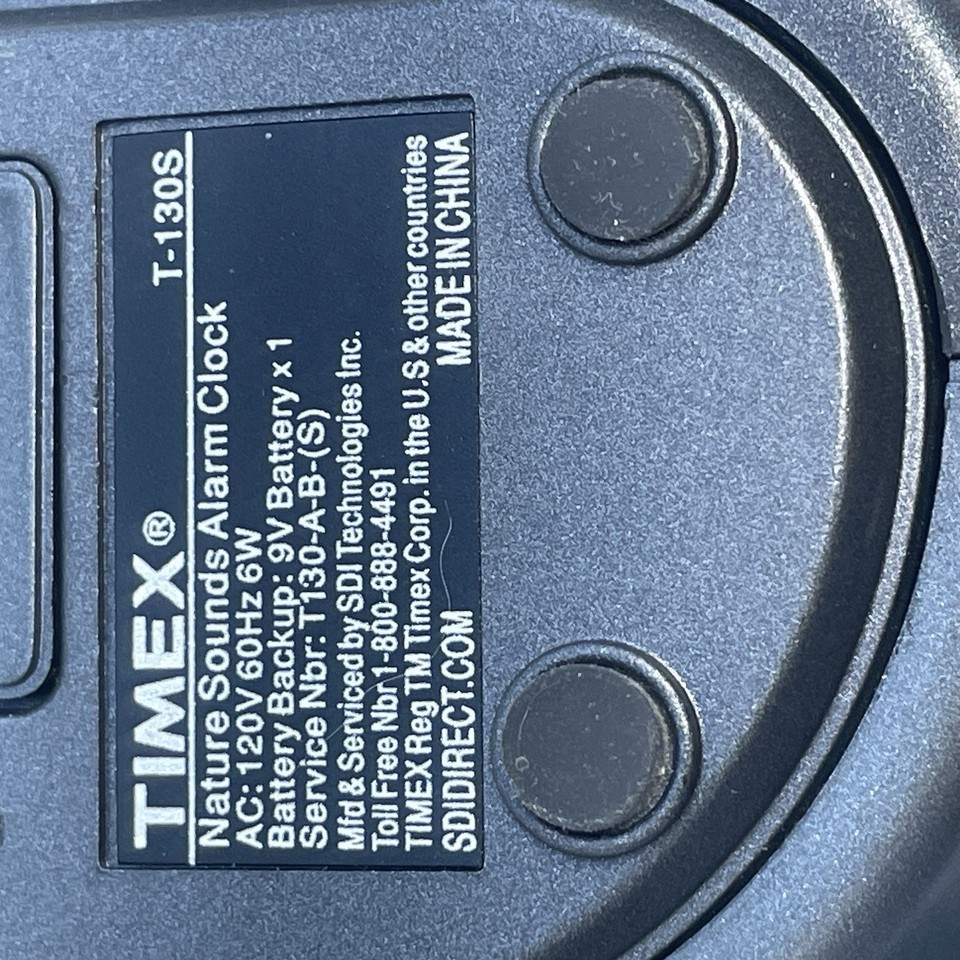 TIMEX® T-130S
Nature Sounds Alarm Clock
AC: 120V 60Hz 6W
Battery Backup: 9V Battery x 1
Service Nbr: T130-A-B-(S)
Mfd & Serviced by SDI Technologies Inc.
Toll Free Nbr 1-800-888-4491
TIMEX Reg TM Timex Corp. in the U.S & other countries
SDIDIRECT.COM MADE IN CHINA